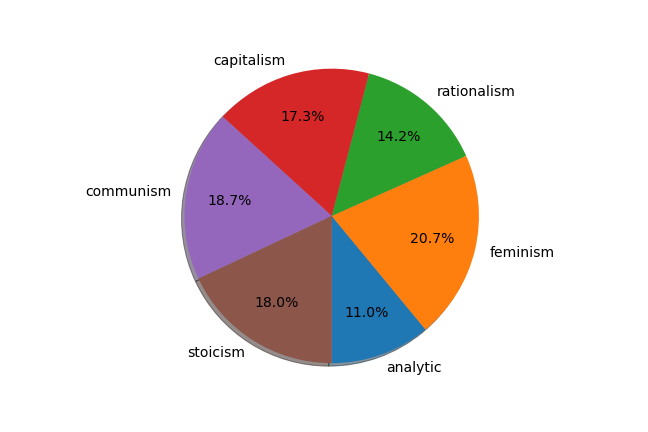 capitalism
rationalism
17.3%
14.2%
communism
18.7%
20.7%
feminism
18.0%
11.0%
stoicism
analytic